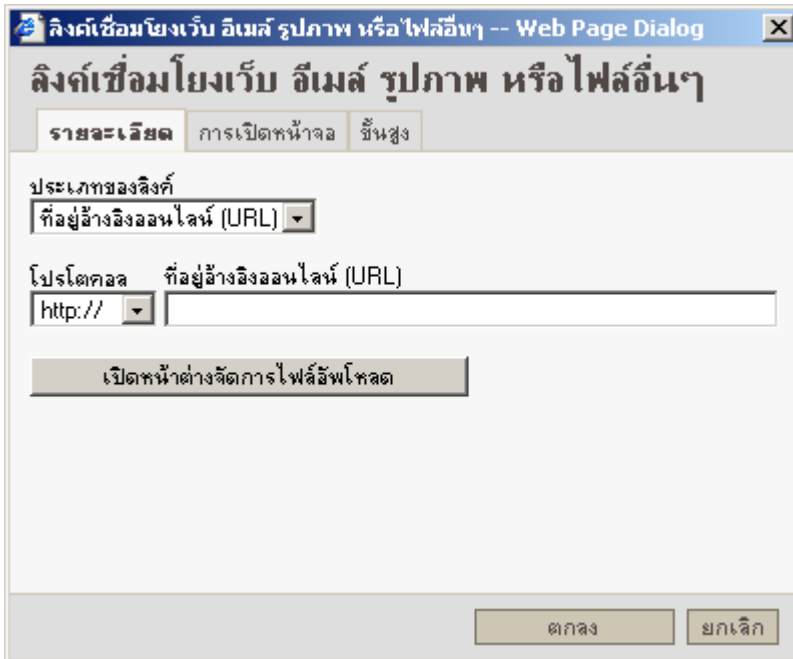 ลิงค์เชื่อมโยงเว็บ อีเมล์ รูปภาพ หรือไฟล์อื่นๆ -- Web Page Dialog
ลิงค์เชื่อมโยงเว็บ อีเมล์ รูปภาพ หรือไฟล์อื่นๆ
รายละเอียด การเปิดหน้าจอ ขั้นสูง
ประเภทของลิงค์
ที่อยู่อ้างอิงออนไลน์ (URL)
โปรโตคอล ที่อยู่อ้างอิงออนไลน์ (URL)
http://
เปิดหน้าต่างจัดการไฟล์อัพโหลด
ตกลง ยกเลิก